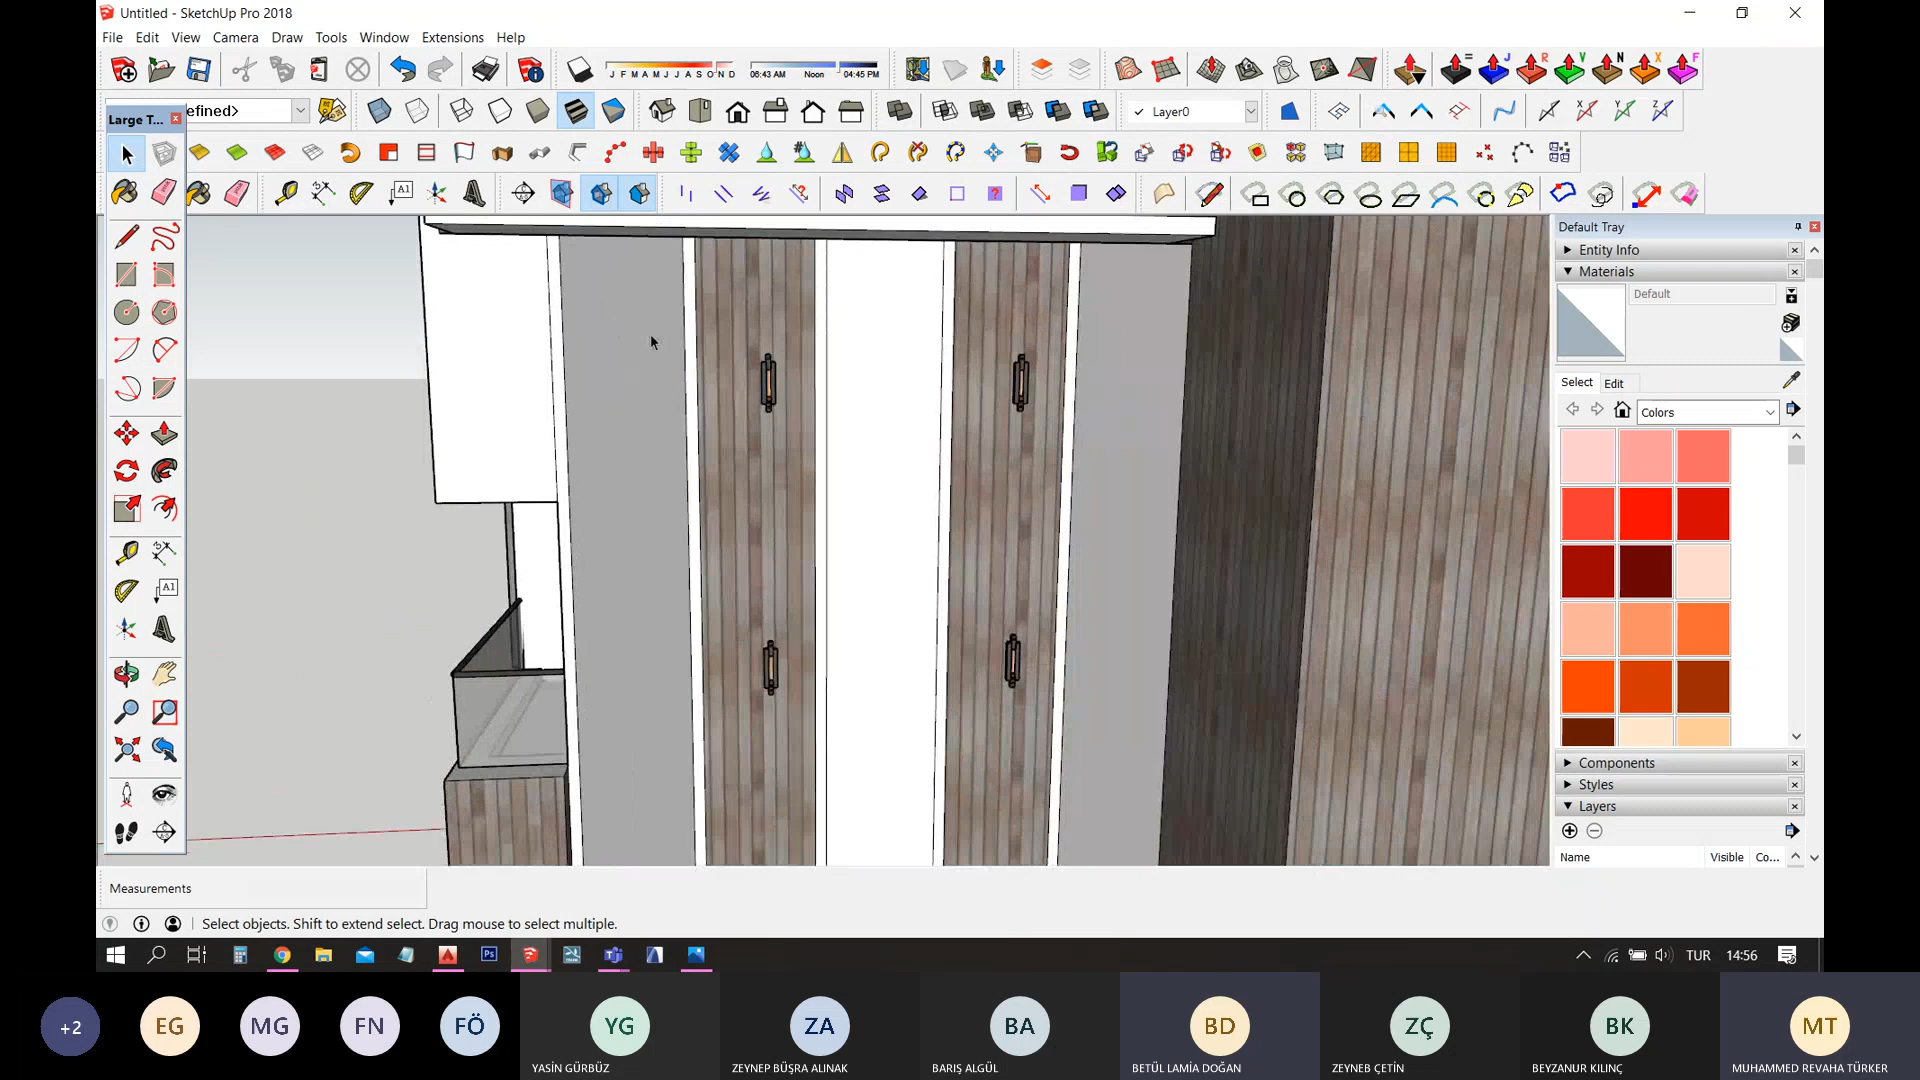 Untitled - SketchUp Pro 2018
File Edit View Camera Draw Tools Window Extensions Help
J F M A M J J A S O N D
06:43 AM Noon 04:45 PM
efined>
Layer0
Large T...
A1
Default Tray
Entity Info
Materials
Default
Select Edit
Colors
Components
Styles
Layers
Name Visible Co...
Measurements
Select objects. Shift to extend select. Drag mouse to select multiple.
Ps
TUR 14:56
+2 EG MG FN FÖ YG ZA BA BD ZÇ BK MT
YASİN GÜRBÜZ ZEYNEP BÜŞRA ALINAK BARIŞ ALGÜL BETÜL LAMİA DOĞAN ZEYNEB ÇETİN BEYZANUR KILINÇ MUHAMMED REVAHA TÜRKER